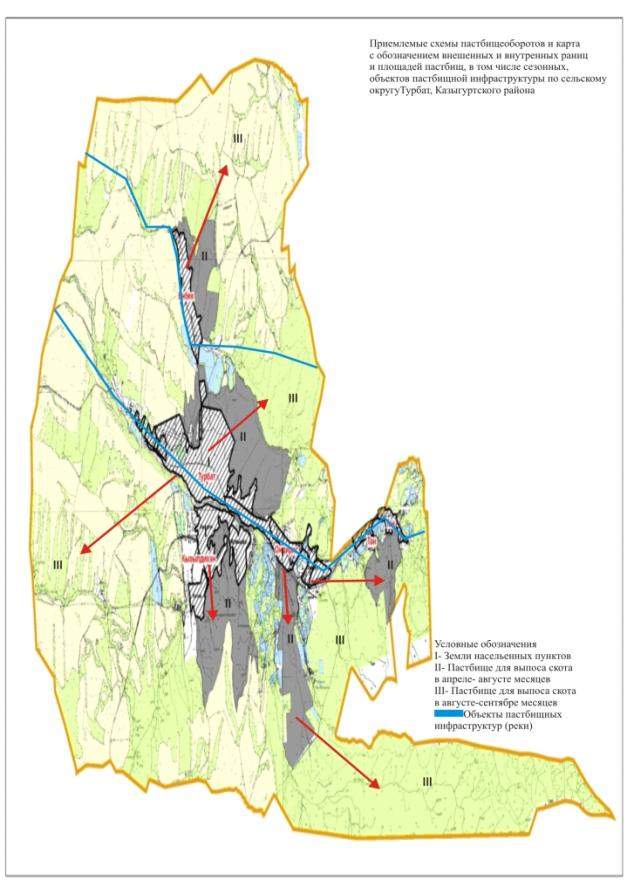 Приемлемые схемы пастбищеоборотов и карта
с обозначением внешенных и внутренных раниц
и площадей пастбищ, в том числе сезонных,
объектов пастбищной инфраструктуры по сельскому
округуТурбат, Казыгуртского района
III
II
III
II
Турбат
III
Кызылдихан
II
II
II
III
III
Условные обозначения
I- Земли насельенных пунктов
II- Пастбище для выпоса скота
в апреле- августе месяцев
III- Пастбище для выпоса скота
в августе-сентябре месяцев
Объекты пастбищных
инфраструктур (реки)